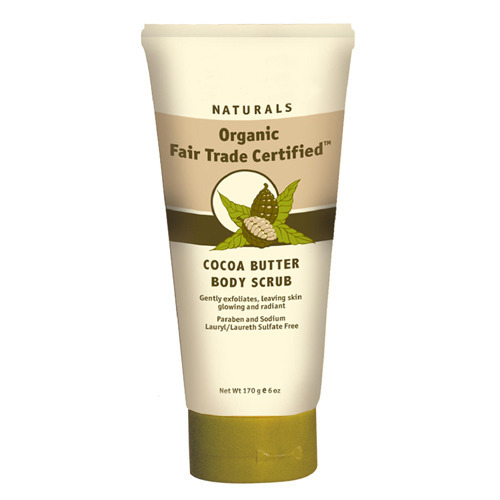 NATURALS
Organic
Fair Trade Certified™
COCOA BUTTER
BODY SCRUB
Gently exfoliates, leaving skin
glowing and radiant
Paraben and Sodium
Lauryl/Laureth Sulfate Free
Net Wt 170 g ℮ 6 oz